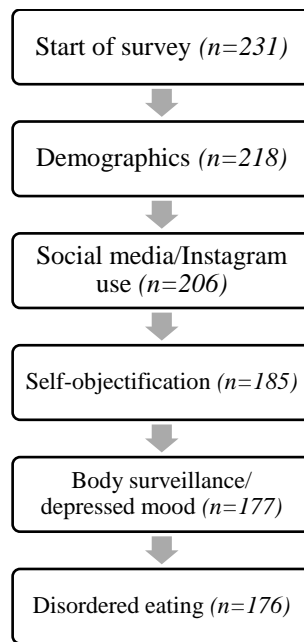 Start of survey (n=231)
Demographics (n=218)
Social media/Instagram
use (n=206)
Self-objectification (n=185)
Body surveillance/
depressed mood (n=177)
Disordered eating (n=176)